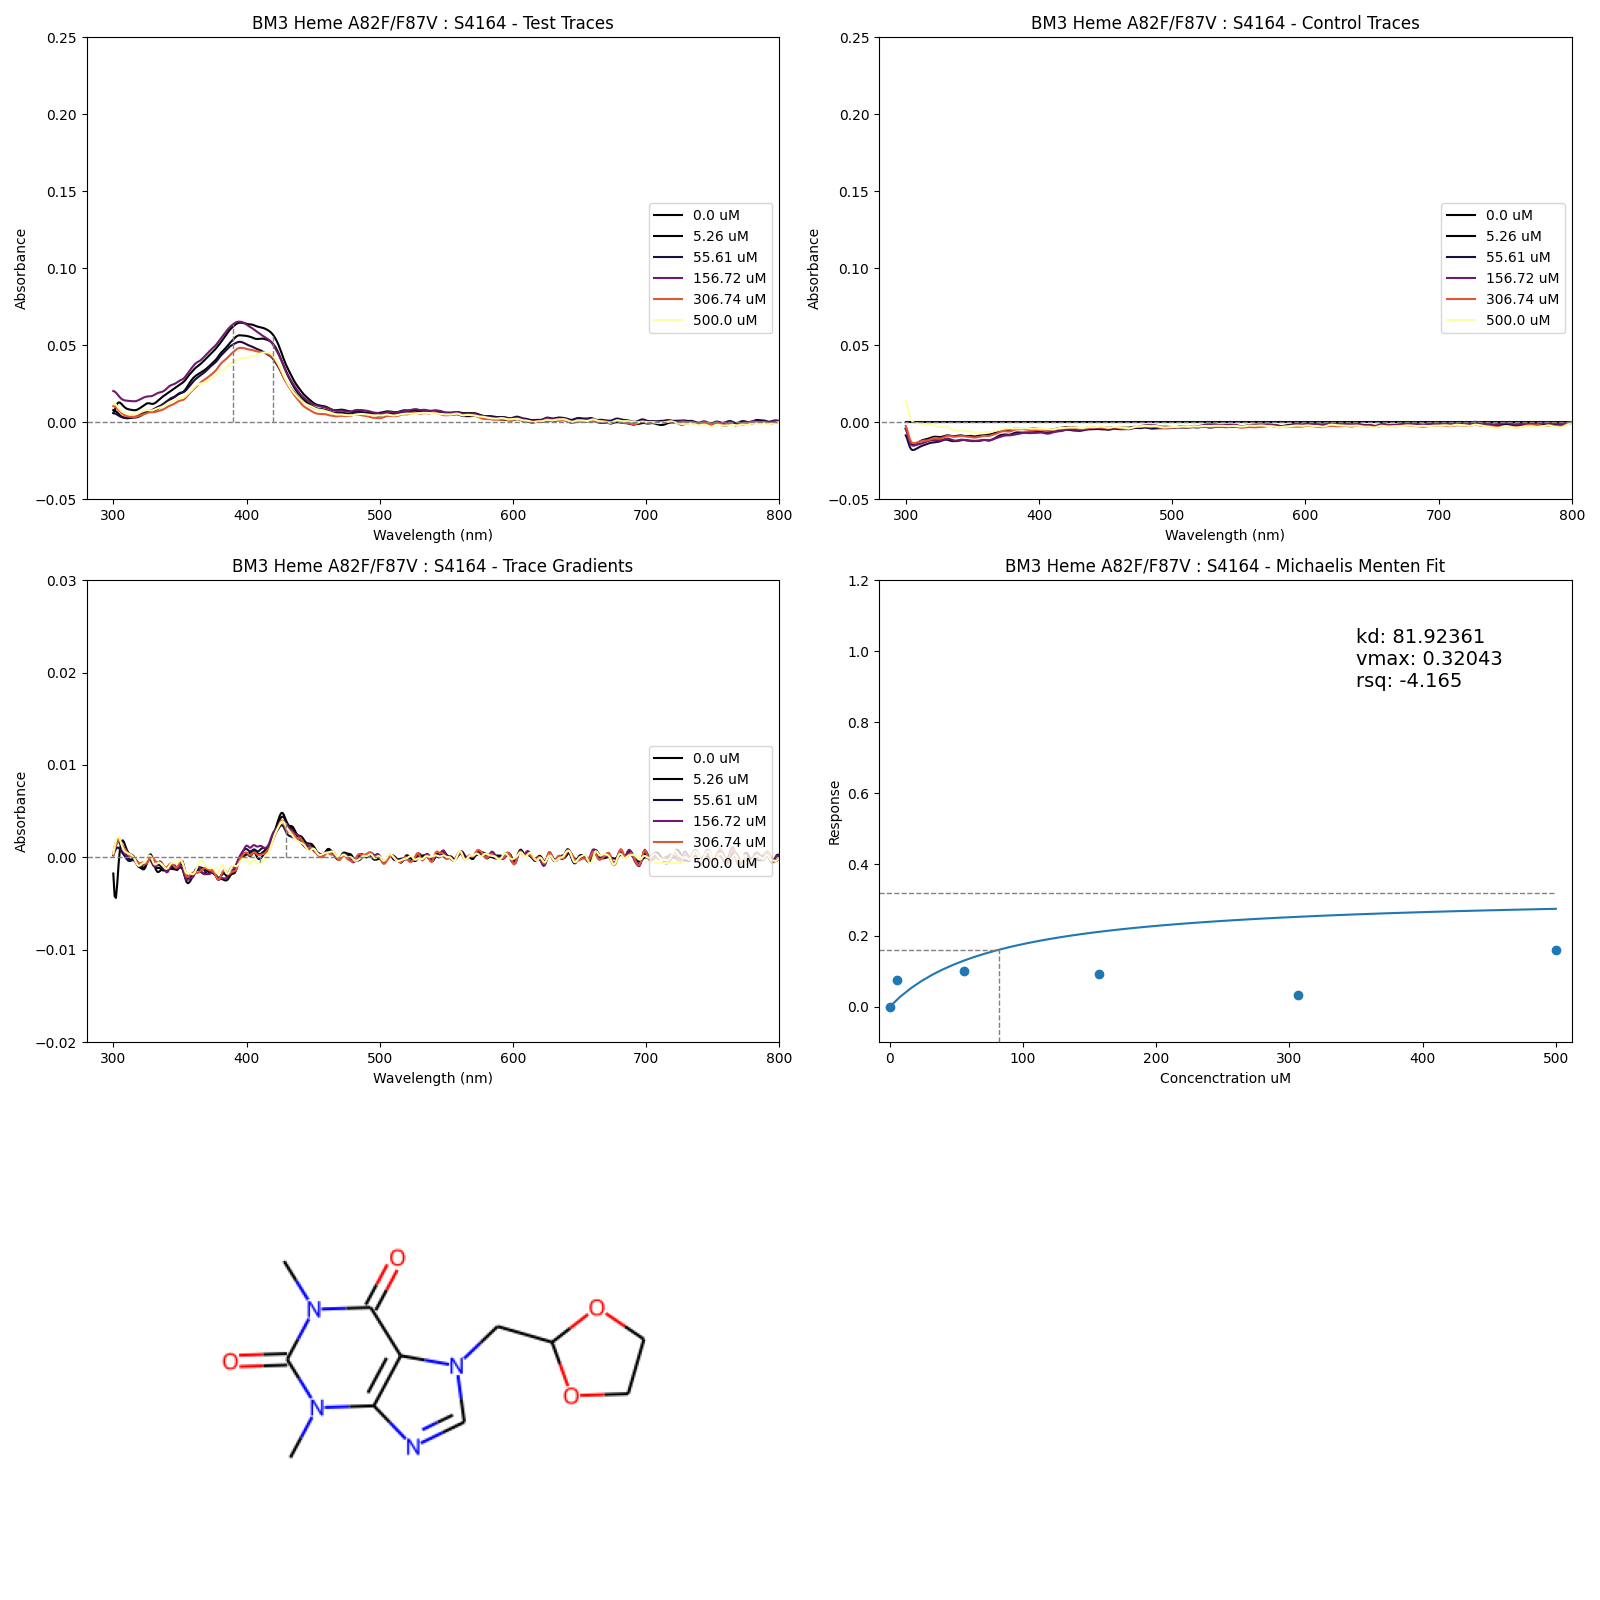 BM3 Heme A82F/F87V : S4164 - Test Traces
0.25
0.20
0.15
0.10
0.05
0.00
−0.05
Absorbance
300 400 500 600 700 800
Wavelength (nm)
0.0 uM
5.26 uM
55.61 uM
156.72 uM
306.74 uM
500.0 uM
BM3 Heme A82F/F87V : S4164 - Control Traces
0.25
0.20
0.15
0.10
0.05
0.00
−0.05
Absorbance
300 400 500 600 700 800
Wavelength (nm)
0.0 uM
5.26 uM
55.61 uM
156.72 uM
306.74 uM
500.0 uM
BM3 Heme A82F/F87V : S4164 - Trace Gradients
0.03
0.02
0.01
0.00
−0.01
−0.02
Absorbance
300 400 500 600 700 800
Wavelength (nm)
0.0 uM
5.26 uM
55.61 uM
156.72 uM
306.74 uM
500.0 uM
BM3 Heme A82F/F87V : S4164 - Michaelis Menten Fit
1.2
1.0
0.8
0.6
0.4
0.2
0.0
Response
0 100 200 300 400 500
Concenctration uM
kd: 81.92361
vmax: 0.32043
rsq: -4.165
O
N
O
O
N
N
O
N